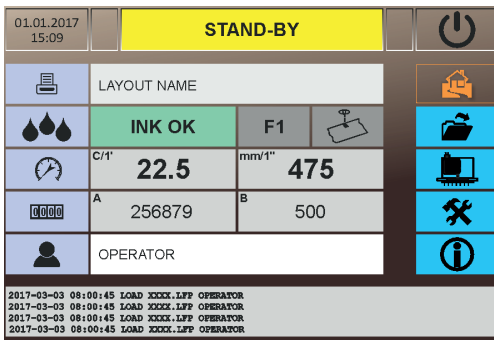 01.01.2017
15:09
STAND-BY
LAYOUT NAME
INK OK
F1
C/1'
22.5
mm/1"
475
0000
A
256879
B
500
OPERATOR
2017-03-03 08:00:45 LOAD XXXX.LFP OPERATOR
2017-03-03 08:00:45 LOAD XXXX.LFP OPERATOR
2017-03-03 08:00:45 LOAD XXXX.LFP OPERATOR
2017-03-03 08:00:45 LOAD XXXX.LFP OPERATOR